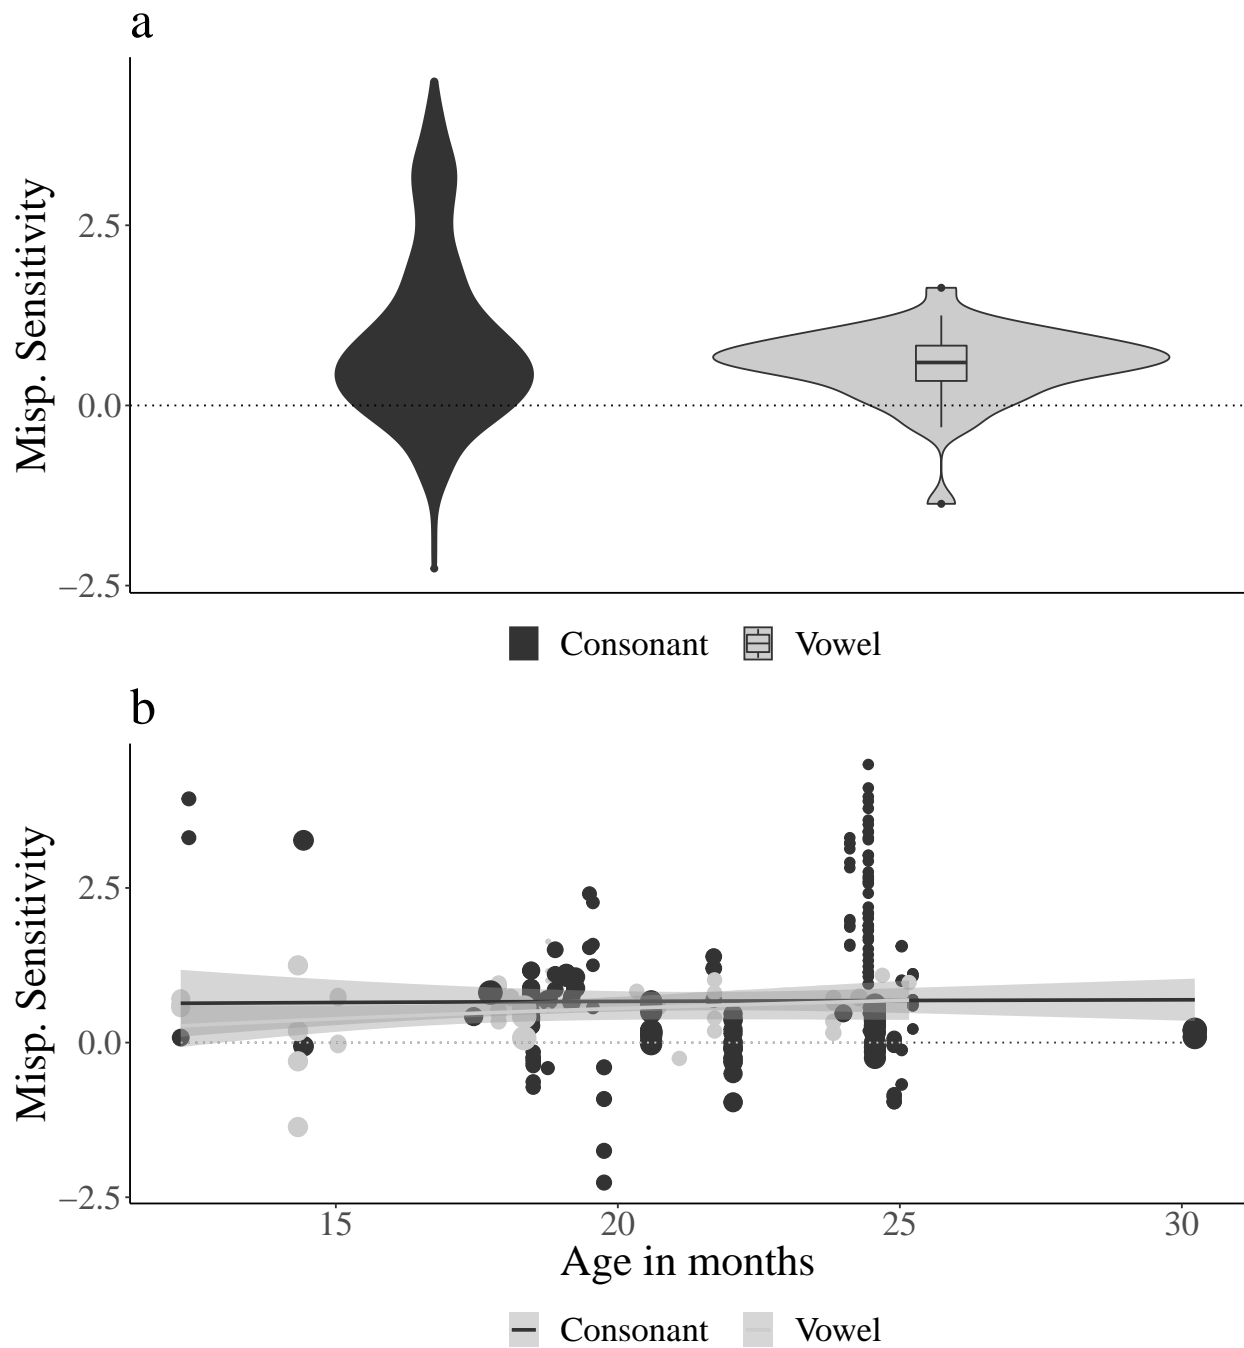 a
Misp. Sensitivity
2.5
0.0
−2.5
Consonant Vowel
b
Misp. Sensitivity
2.5
0.0
−2.5
15 20 25 30
Age in months
Consonant Vowel